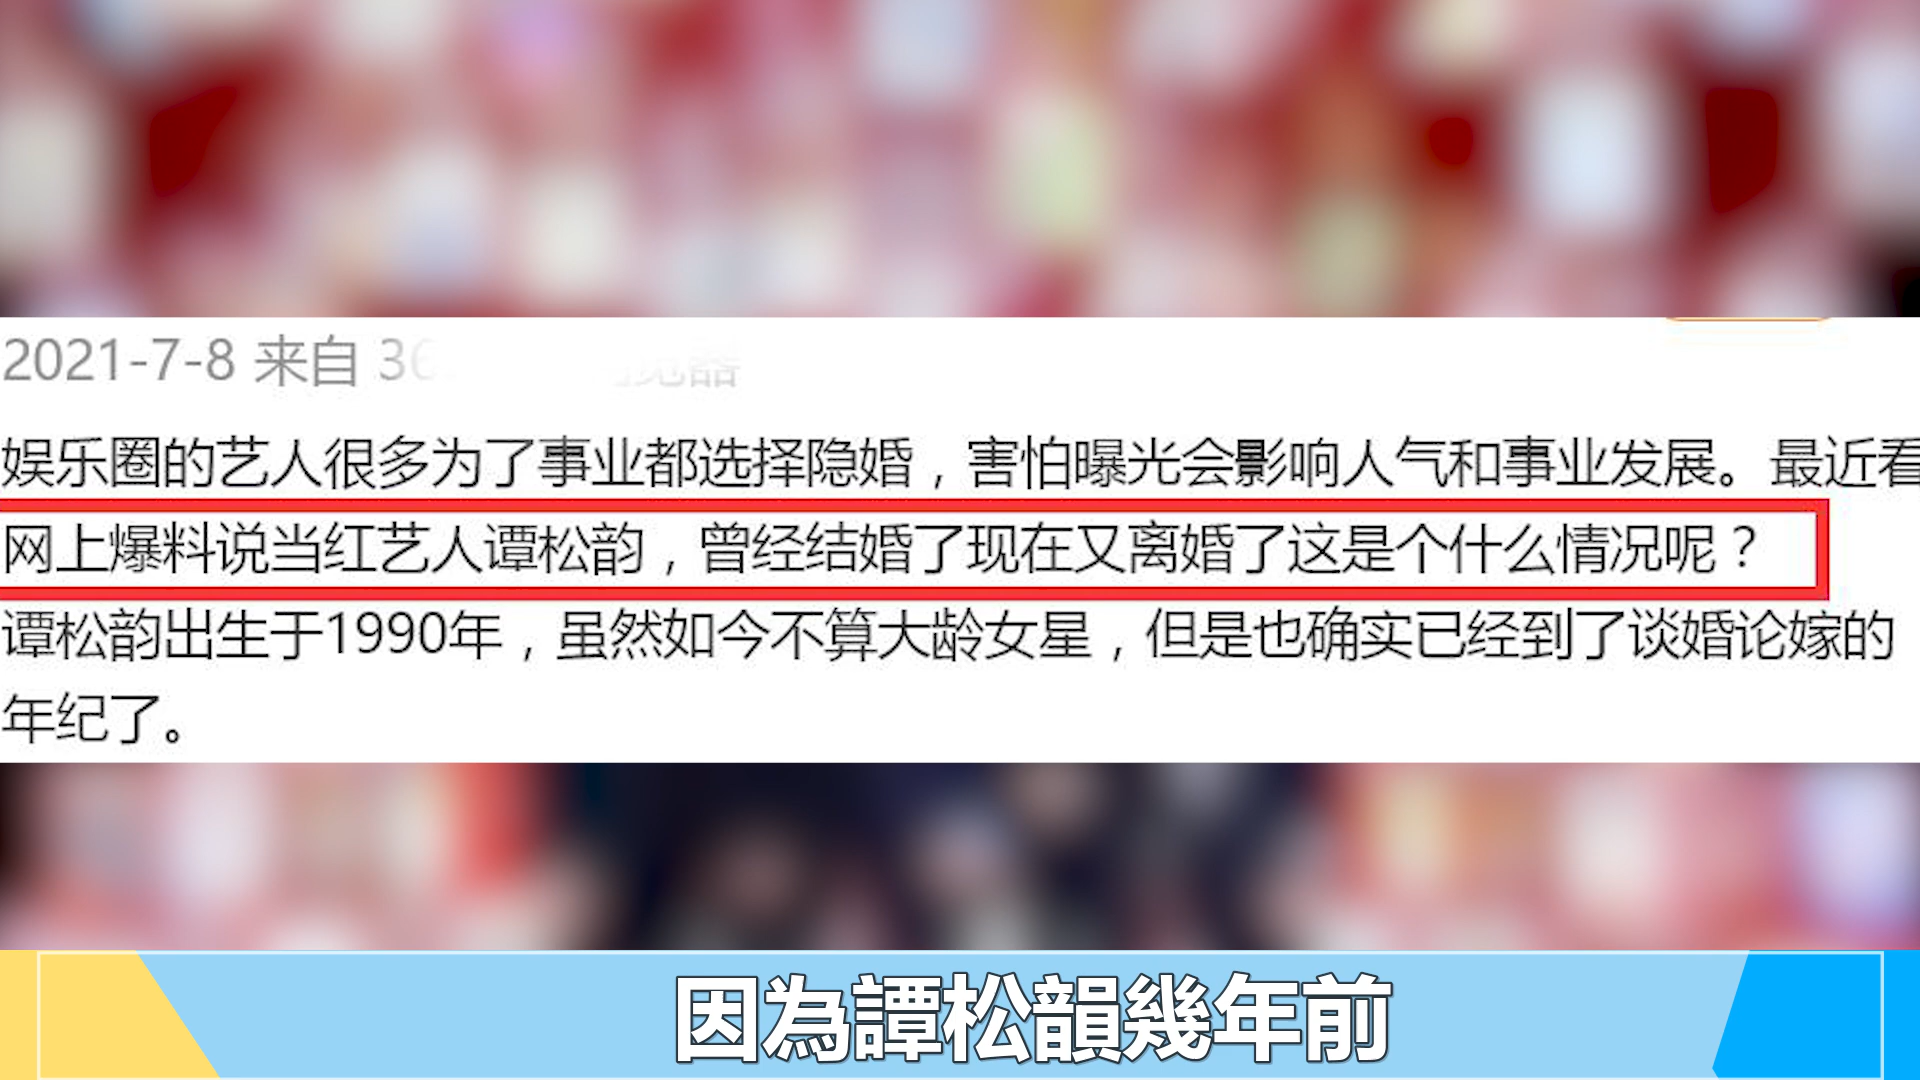 2021-7-8 来自 36
娱乐圈的艺人很多为了事业都选择隐婚，害怕曝光会影响人气和事业发展。最近看
网上爆料说当红艺人谭松韵，曾经结婚了现在又离婚了这是个什么情况呢？
谭松韵出生于1990年，虽然如今不算大龄女星，但是也确实已经到了谈婚论嫁的
年纪了。
因為譚松韻幾年前